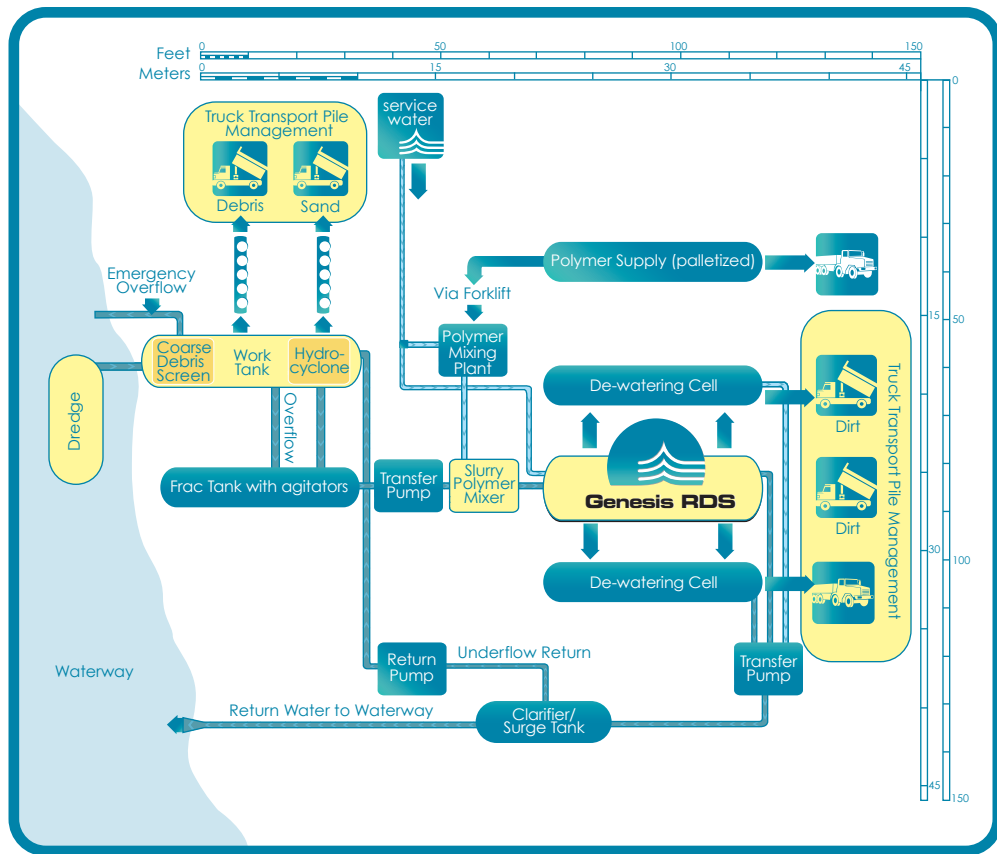 Feet
0
50
100
150
Meters
0
15
30
45
0
service
water
Truck Transport Pile
Management
Debris
Sand
Polymer Supply (palletized)
Emergency
Overflow
Via Forklift
15
50
Polymer
Mixing
Plant
Coarse
Debris
Screen
Work
Tank
Hydro-
cyclone
De-watering Cell
Truck Transport Pile Management
Dirt
Dredge
Overflow
Frac Tank with agitators
Transfer
Pump
Slurry
Polymer
Mixer
Genesis RDS
Dirt
30
100
De-watering Cell
Waterway
Return
Pump
Underflow Return
Transfer
Pump
Return Water to Waterway
Clarifier/
Surge Tank
45
150